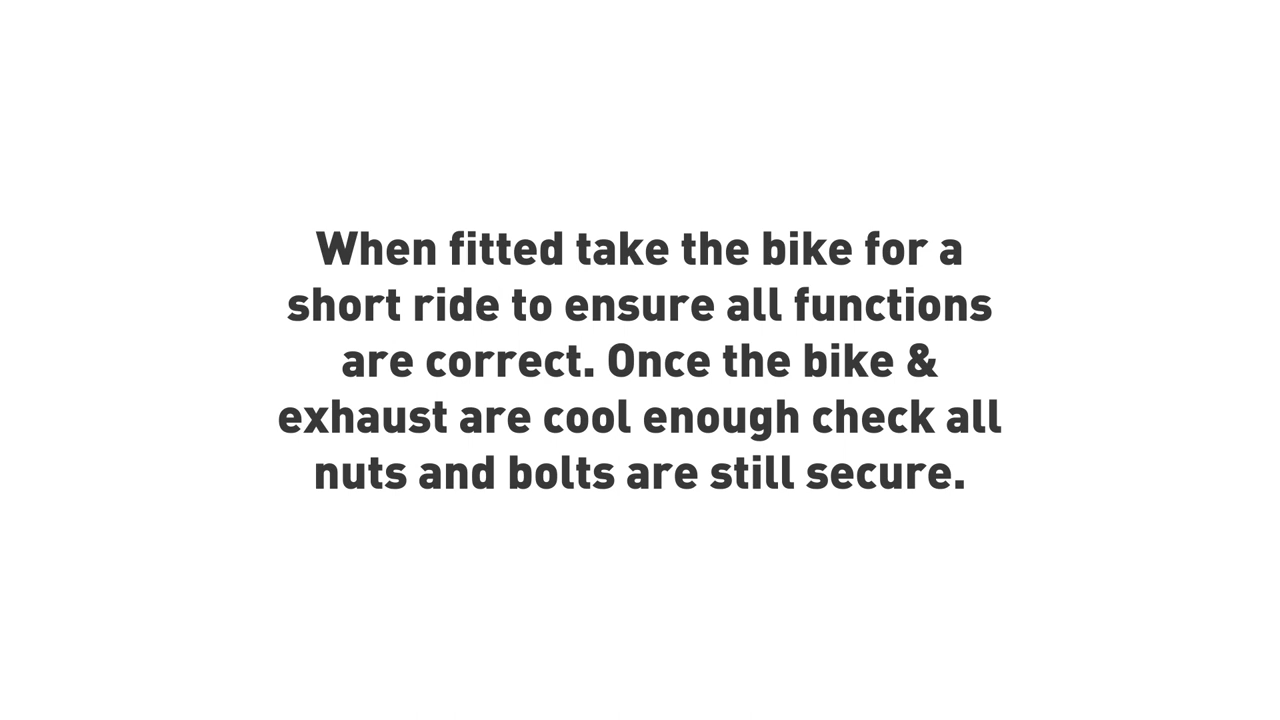 When fitted take the bike for a
short ride to ensure all functions
are correct. Once the bike &
exhaust are cool enough check all
nuts and bolts are still secure.